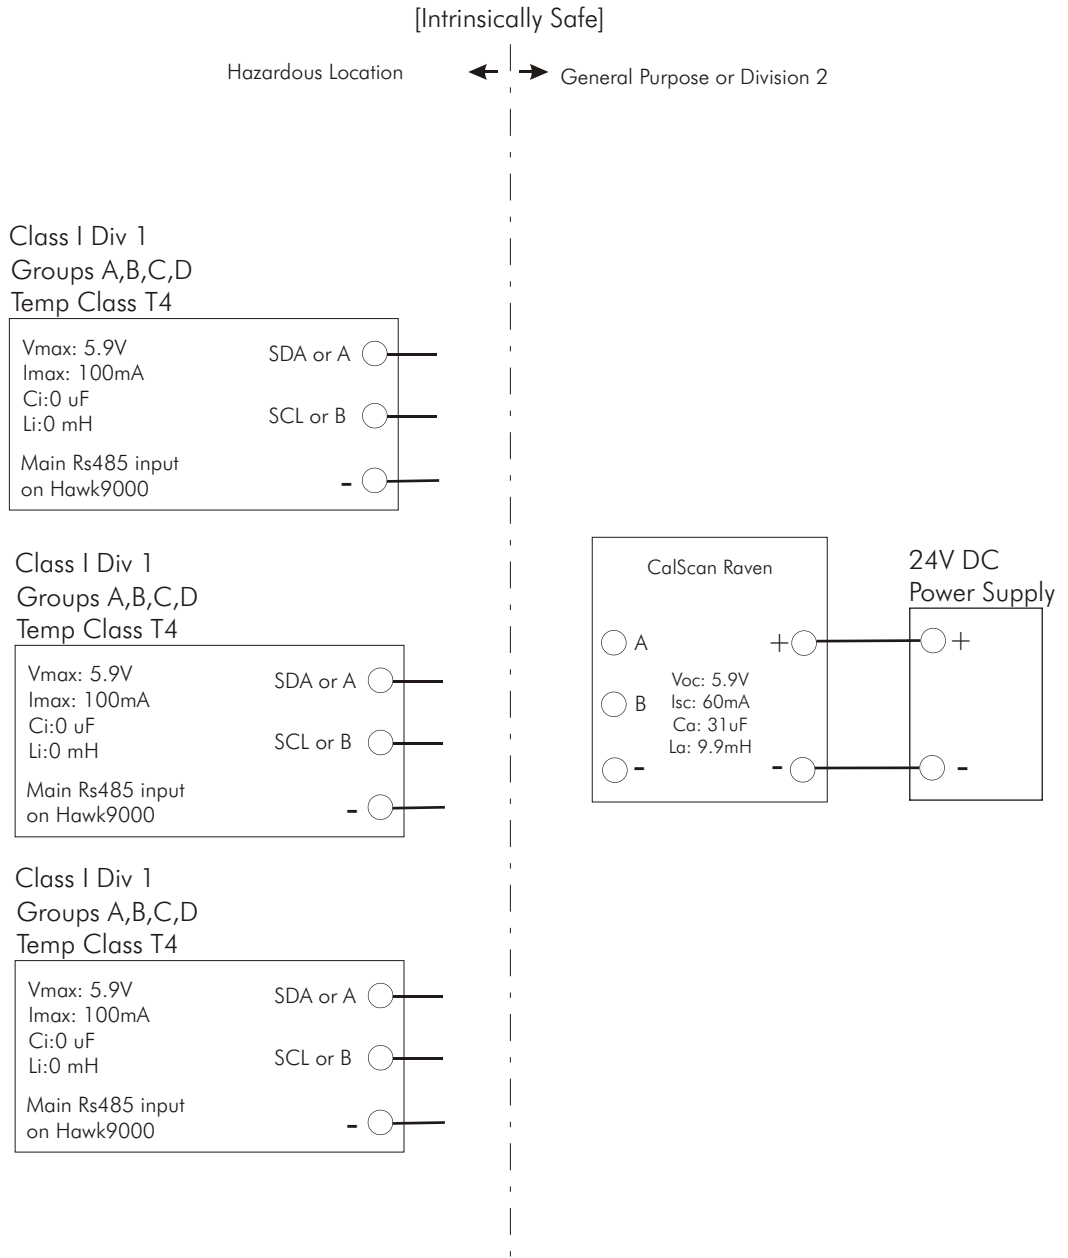 [Intrinsically Safe]
Hazardous Location
General Purpose or Division 2
Class I Div 1
Groups A,B,C,D
Temp Class T4
Vmax: 5.9V
Imax: 100mA
Ci:0 uF
Li:0 mH
Main Rs485 input
on Hawk9000
SDA or A
SCL or B
-
Class I Div 1
Groups A,B,C,D
Temp Class T4
Vmax: 5.9V
Imax: 100mA
Ci:0 uF
Li:0 mH
Main Rs485 input
on Hawk9000
SDA or A
SCL or B
-
Class I Div 1
Groups A,B,C,D
Temp Class T4
Vmax: 5.9V
Imax: 100mA
Ci:0 uF
Li:0 mH
Main Rs485 input
on Hawk9000
SDA or A
SCL or B
-
CalScan Raven
A
B
-
Voc: 5.9V
Isc: 60mA
Ca: 31uF
La: 9.9mH
+
-
24V DC
Power Supply
+
-